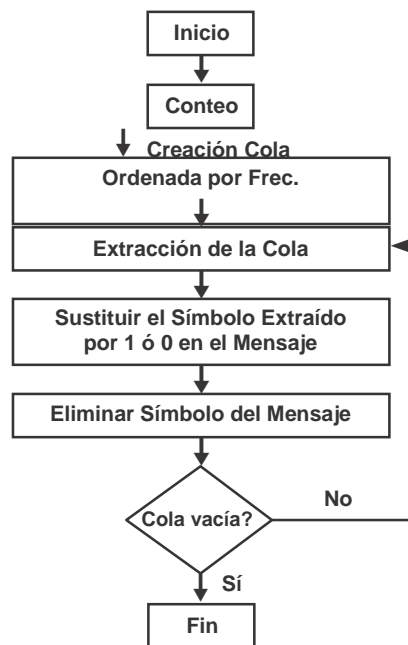 Inicio
Conteo
Creación Cola
Ordenada por Frec.
Extracción de la Cola
Sustituir el Símbolo Extraído
por 1 ó 0 en el Mensaje
Eliminar Símbolo del Mensaje
Cola vacía?
No
Sí
Fin